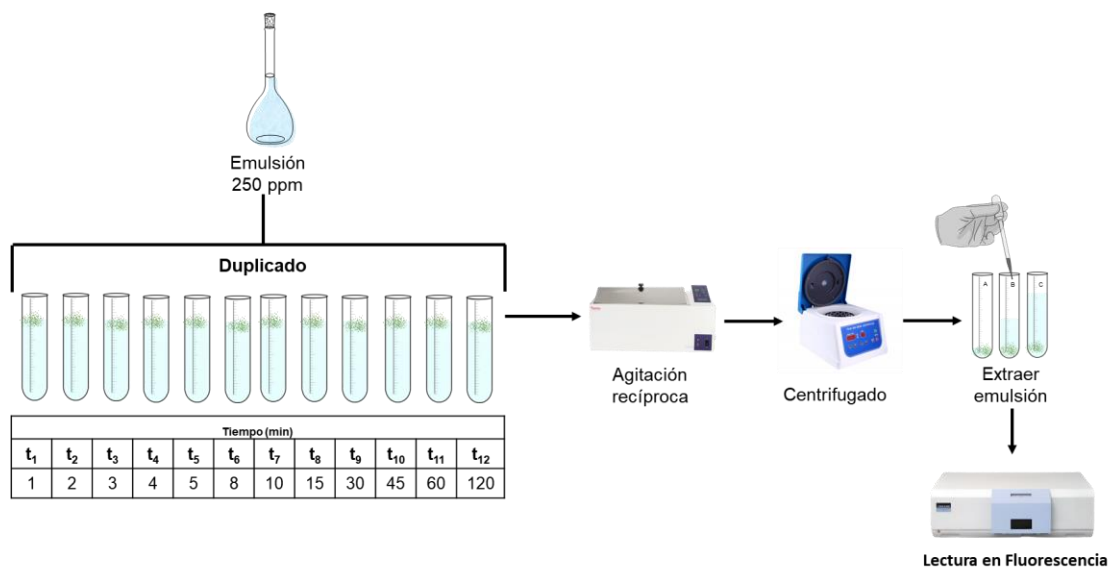 Emulsión
250 ppm
Duplicado
Tiempo (min)
t1 t2 t3 t4 t5 t6 t7 t8 t9 t10 t11 t12
1 2 3 4 5 8 10 15 30 45 60 120
Agitación
recíproca
Centrifugado
A B C
Extraer
emulsión
Lectura en Fluorescencia